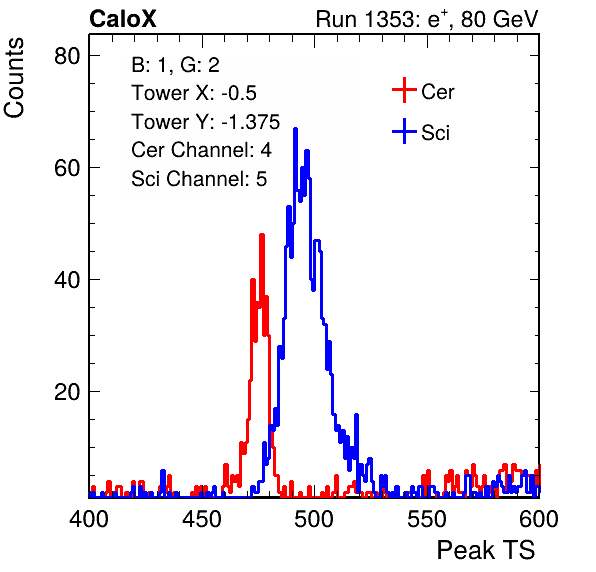 CaloX Run 1353: e⁺, 80 GeV
Counts
80
60
40
20
B: 1, G: 2
Tower X: -0.5
Tower Y: -1.375
Cer Channel: 4
Sci Channel: 5
Cer
Sci
400 450 500 550 600
Peak TS